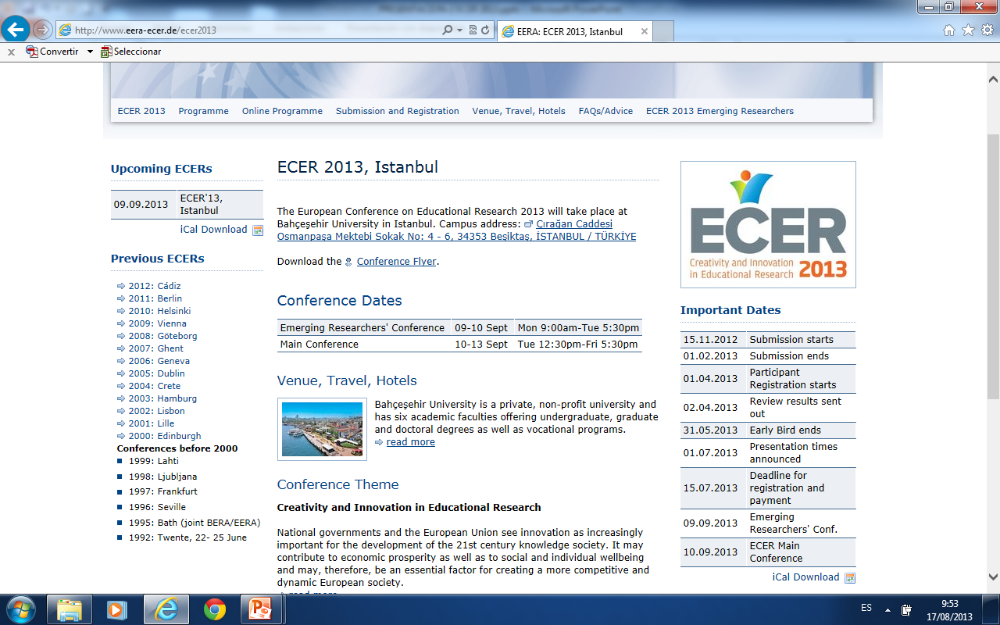 http://www.eera-ecer.de/ecer2013
EERA: ECER 2013, Istanbul
x Convertir Seleccionar
ECER 2013 Programme Online Programme Submission and Registration Venue, Travel, Hotels FAQs/Advice ECER 2013 Emerging Researchers
Upcoming ECERs
09.09.2013 ECER'13,
Istanbul
iCal Download
Previous ECERs
2012: Cádiz
2011: Berlin
2010: Helsinki
2009: Vienna
2008: Göteborg
2007: Ghent
2006: Geneva
2005: Dublin
2004: Crete
2003: Hamburg
2002: Lisbon
2001: Lille
2000: Edinburgh
Conferences before 2000
1999: Lahti
1998: Ljubljana
1997: Frankfurt
1996: Seville
1995: Bath (joint BERA/EERA)
1992: Twente, 22- 25 June
ECER 2013, Istanbul
The European Conference on Educational Research 2013 will take place at
Bahçeşehir University in Istanbul. Campus address: Çırağan Caddesi
Osmanpaşa Mektebi Sokak No: 4 - 6, 34353 Beşiktaş, İSTANBUL / TÜRKİYE
Download the Conference Flyer.
Conference Dates
Emerging Researchers' Conference 09-10 Sept Mon 9:00am-Tue 5:30pm
Main Conference 10-13 Sept Tue 12:30pm-Fri 5:30pm
Venue, Travel, Hotels
Bahçeşehir University is a private, non-profit university and
has six academic faculties offering undergraduate, graduate
and doctoral degrees as well as vocational programs.
read more
Conference Theme
Creativity and Innovation in Educational Research
National governments and the European Union see innovation as increasingly
important for the development of the 21st century knowledge society. It may
contribute to economic prosperity as well as to social and individual wellbeing
and may, therefore, be an essential factor for creating a more competitive and
dynamic European society.
read more
ECER
Creativity and Innovation
in Educational Research 2013
Important Dates
15.11.2012 Submission starts
01.02.2013 Submission ends
01.04.2013 Participant
Registration starts
02.04.2013 Review results sent
out
31.05.2013 Early Bird ends
01.07.2013 Presentation times
announced
15.07.2013 Deadline for
registration and
payment
09.09.2013 Emerging
Researchers' Conf.
10.09.2013 ECER Main
Conference
iCal Download
ES
9:53
17/08/2013